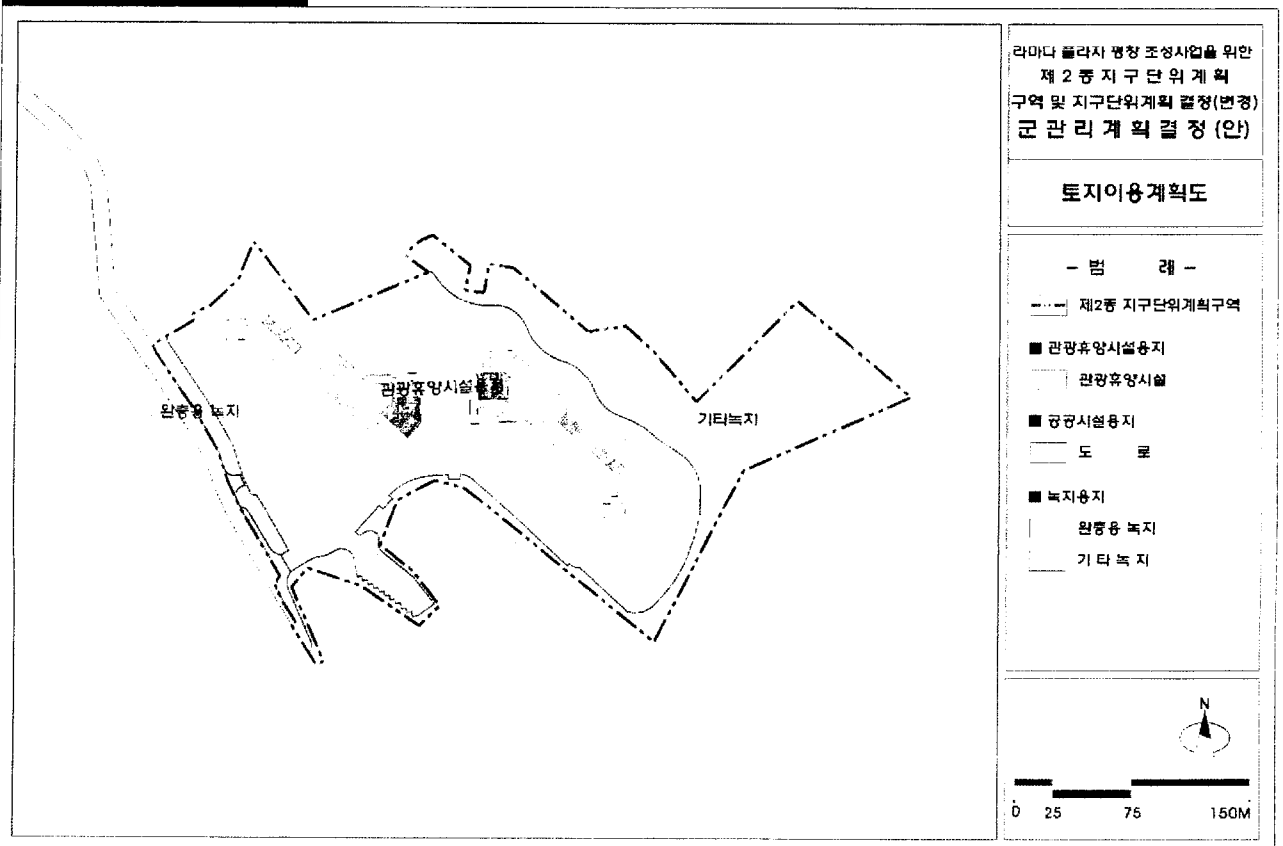 라마다 플라자 평창 조성사업을 위한
제 2 종 지 구 단 위 계 획
구역 및 지구단위계획 결정(변경)
군 관 리 계 획 결 정 (안)
토지이용계획도
- 범 례 -
제2종 지구단위계획구역
■ 관광휴양시설용지
관광휴양시설
■ 공공시설용지
도 로
■ 녹지용지
완충용 녹지
기 타 녹 지
완충용 녹지
관광휴양시설용지
기타녹지
N
0 25 75 150M